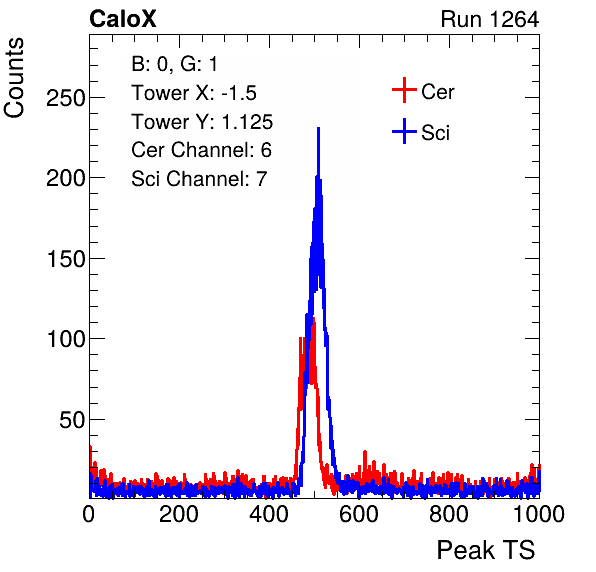 CaloX Run 1264
Counts
B: 0, G: 1
Tower X: -1.5
Tower Y: 1.125
Cer Channel: 6
Sci Channel: 7
Cer
Sci
250
200
150
100
50
0 200 400 600 800 1000
Peak TS